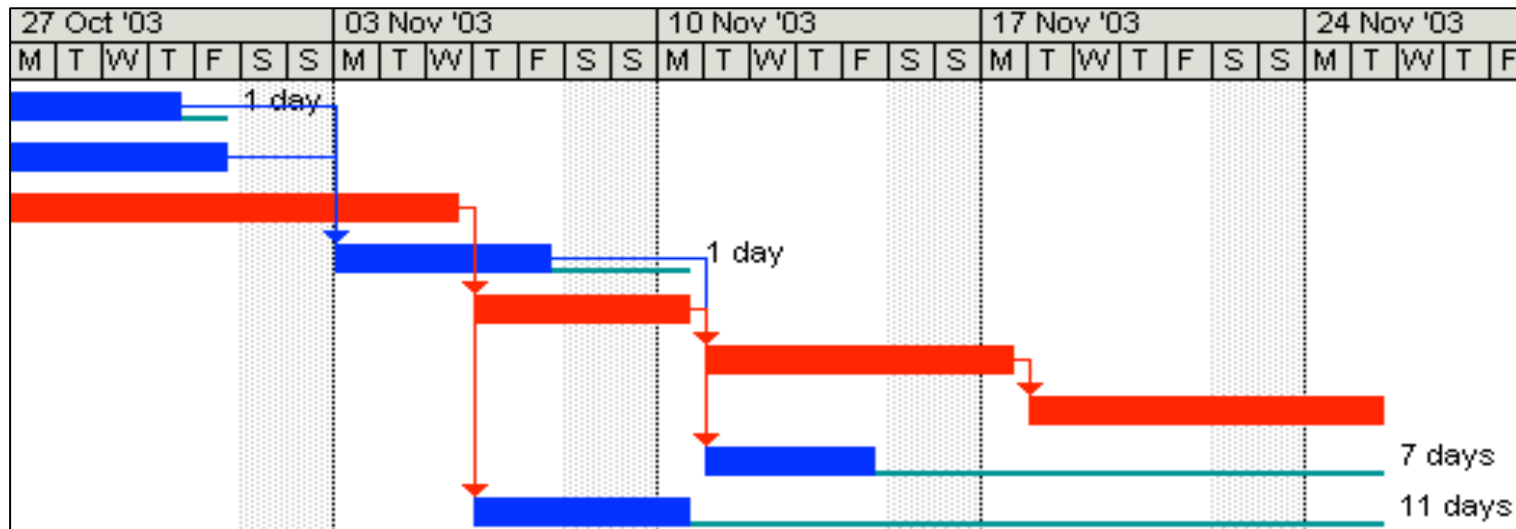 27 Oct '03 03 Nov '03 10 Nov '03 17 Nov '03 24 Nov '03
M T W T F S S M T W T F S S M T W T F S S M T W T F S S M T W T F
1 day
1 day
7 days
11 days